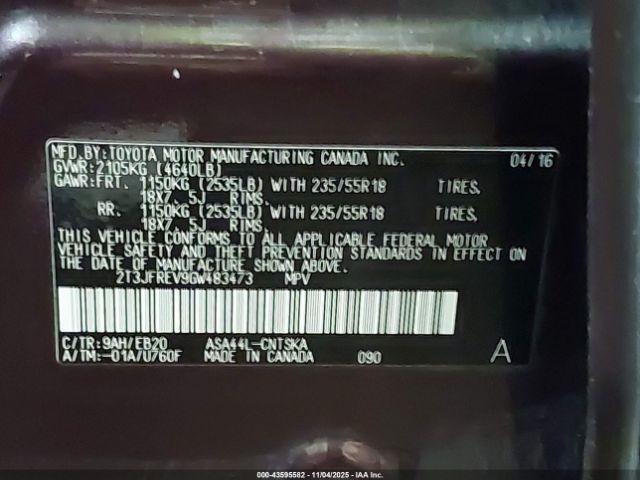 MFD. BY: TOYOTA MOTOR MANUFACTURING CANADA INC. 04/16
GVWR: 2105KG (4640LB)
GAWR: FRT. 1150KG (2535LB) WITH 235/55R18 TIRES,
18X7. 5J RIMS.
RR. 1150KG (2535LB) WITH 235/55R18 TIRES,
18X7. 5J RIMS.
THIS VEHICLE CONFORMS TO ALL APPLICABLE FEDERAL MOTOR
VEHICLE SAFETY AND THEFT PREVENTION STANDARDS IN EFFECT ON
THE DATE OF MANUFACTURE SHOWN ABOVE.
2T3JFREV9GW483473 MPV
C/TR: 9AH/EB20 ASA44L-CNTSKA
A/TM: -01A/U760F MADE IN CANADA 090 A
000-43595582 - 11/04/2025 - IAA Inc.